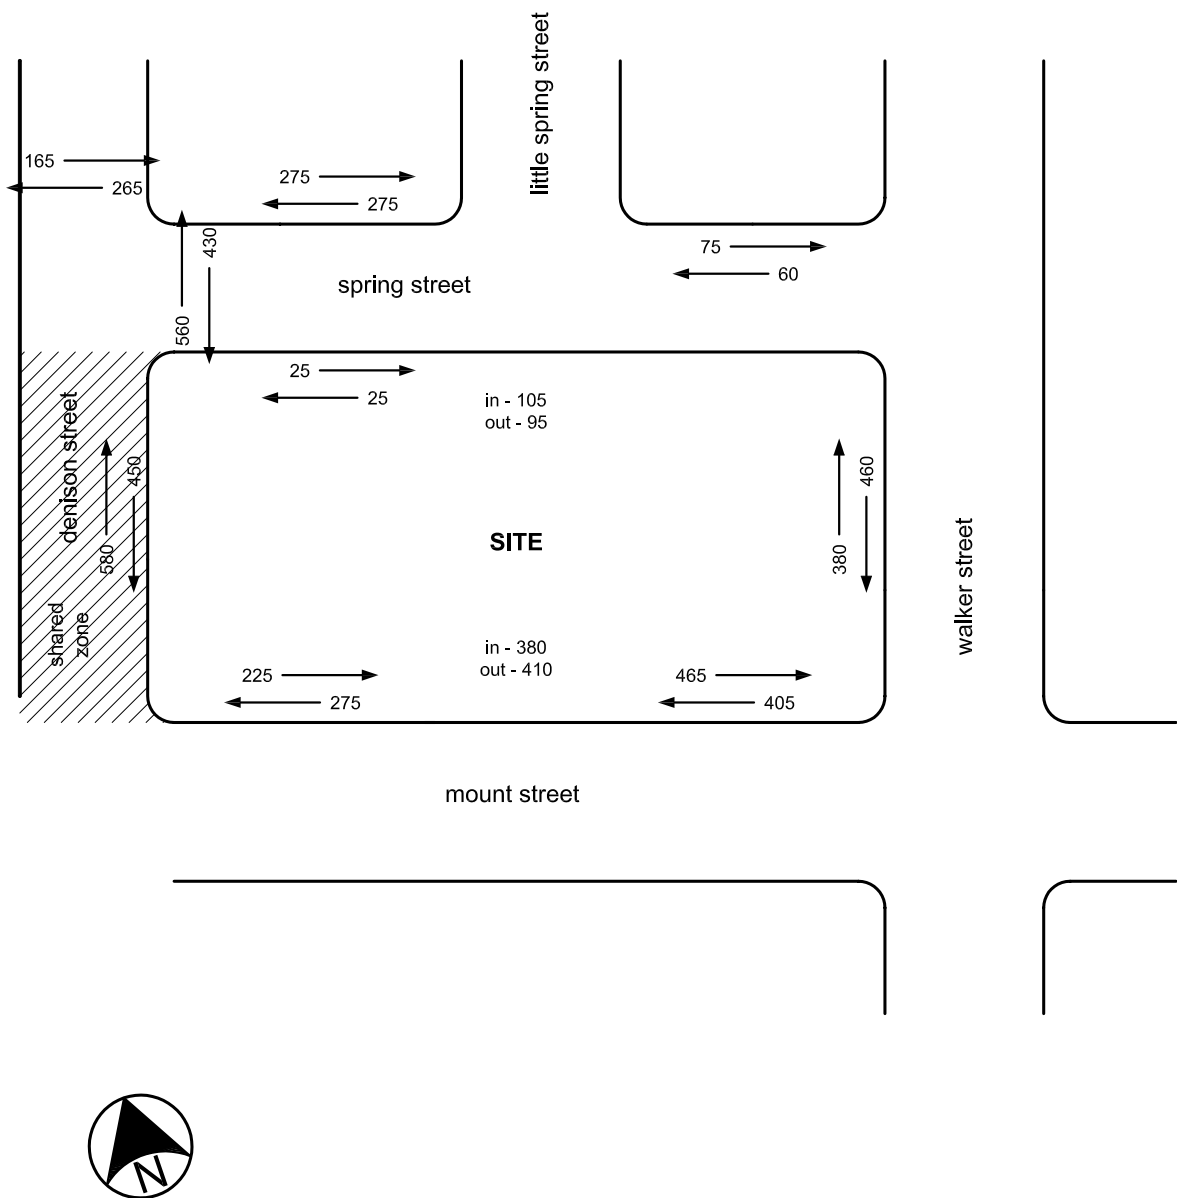 little spring street
165
265
275
275
430
560
75
60
spring street
25
25
in - 105
out - 95
denison street
450
580
460
380
SITE
walker street
shared
zone
in - 380
out - 410
225
275
465
405
mount street
N